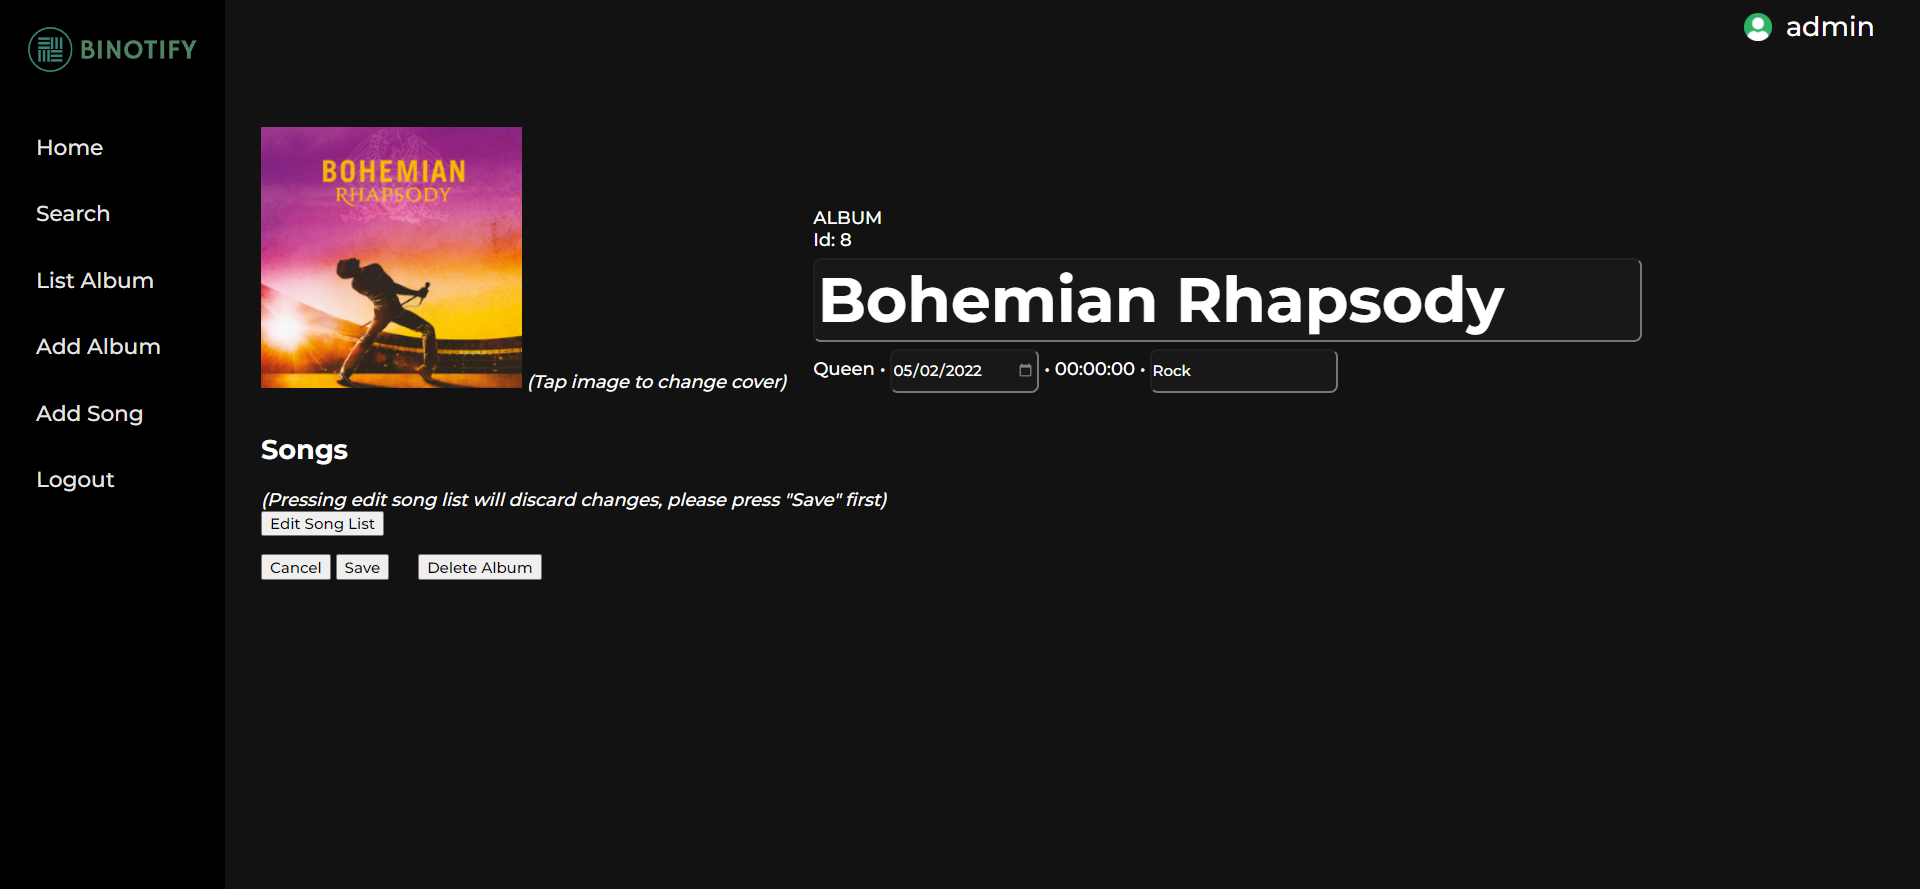 BINOTIFY
admin
Home
Search
List Album
Add Album
Add Song
Logout
BOHEMIAN
RHAPSODY
(Tap image to change cover)
ALBUM
Id: 8
Bohemian Rhapsody
Queen • 05/02/2022 • 00:00:00 • Rock
Songs
(Pressing edit song list will discard changes, please press "Save" first)
Edit Song List
Cancel Save Delete Album